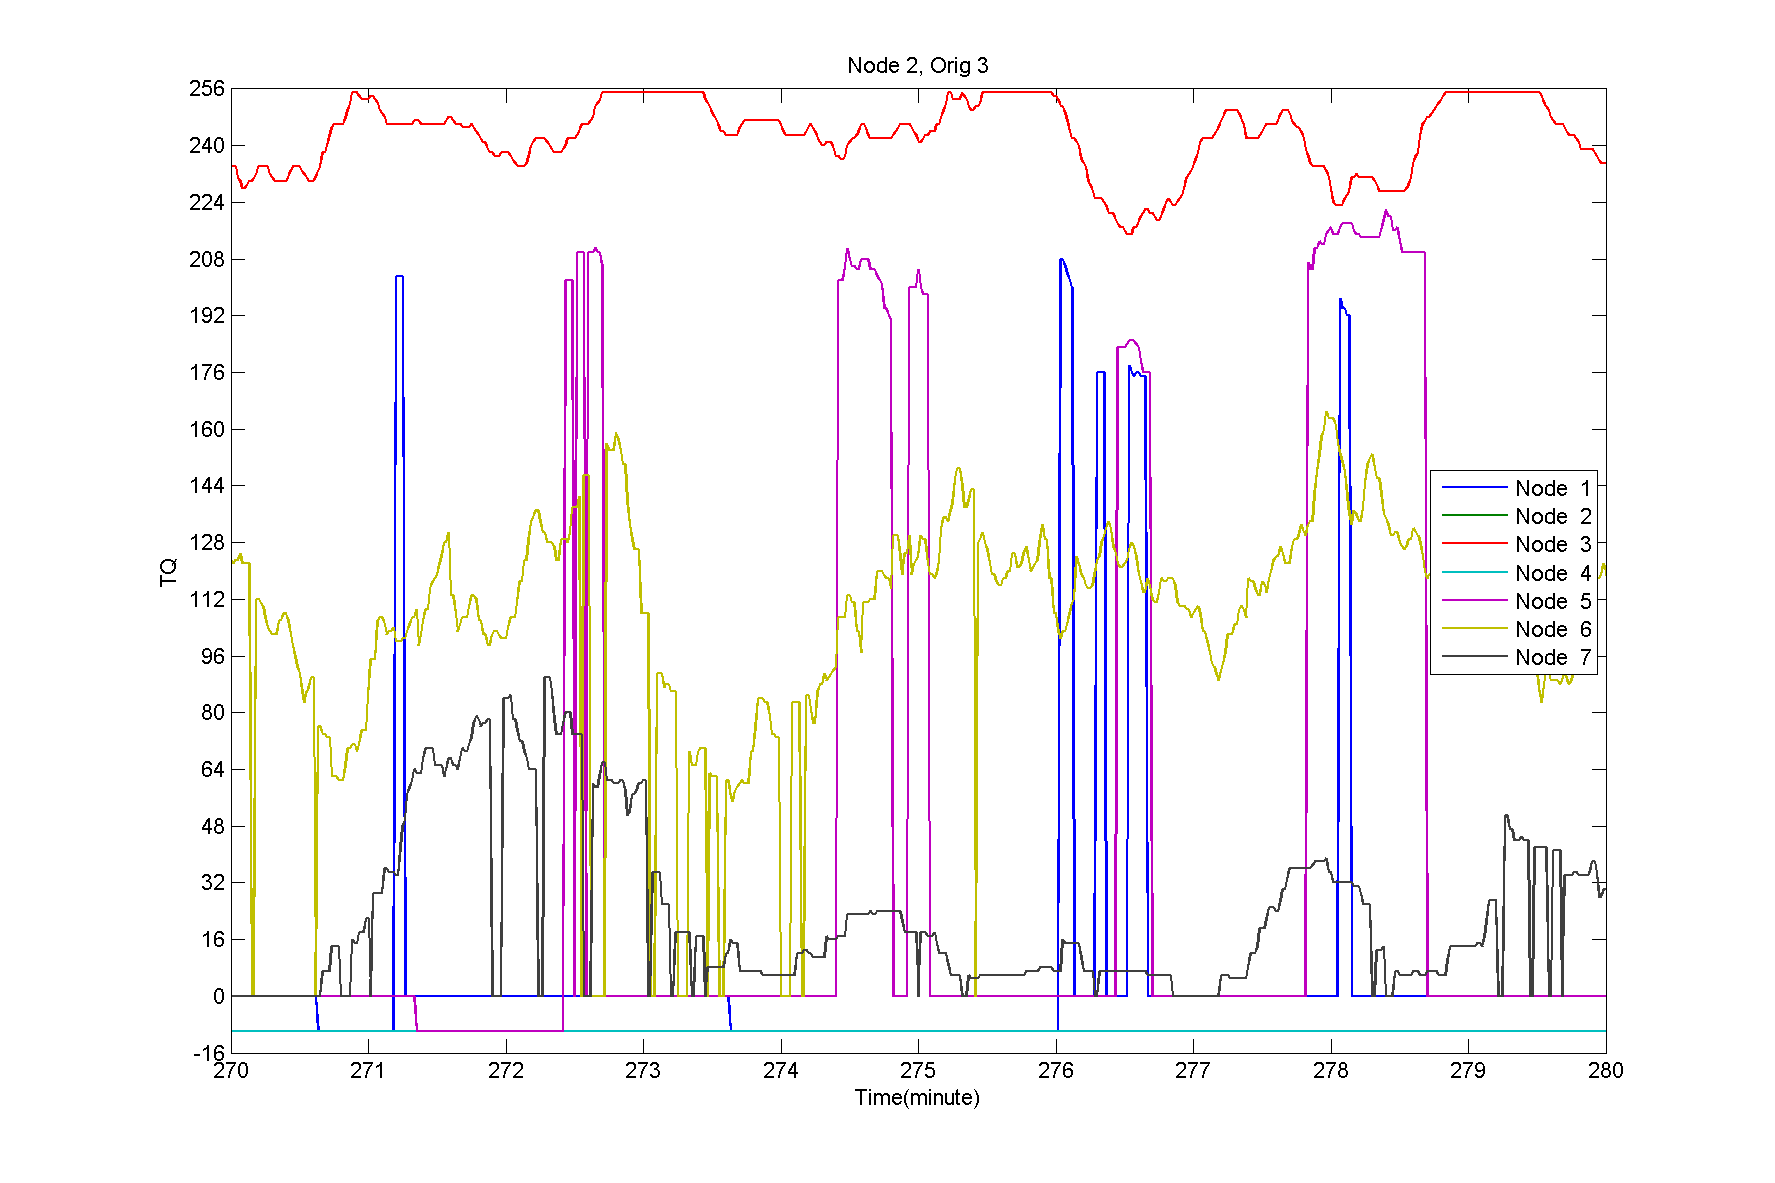 Node 2, Orig 3
256
240
224
208
192
176
160
144
128
112
96
80
64
48
32
16
0
-16
TQ
Node 1
Node 2
Node 3
Node 4
Node 5
Node 6
Node 7
270 271 272 273 274 275 276 277 278 279 280
Time(minute)